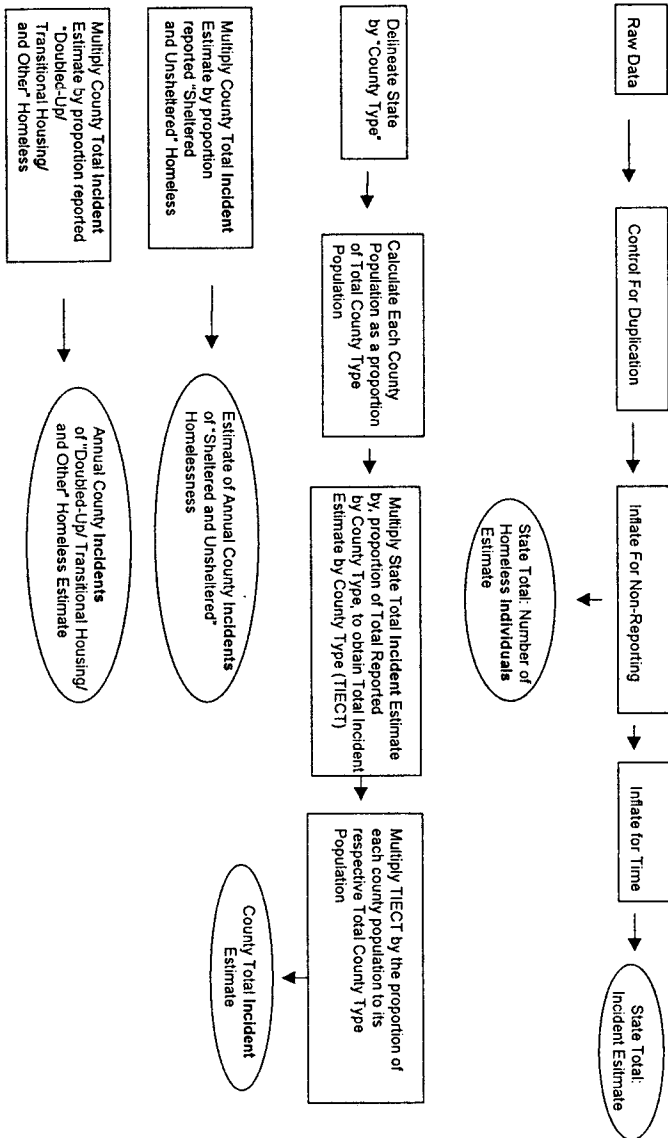 Raw Data
Control For Duplication
Inflate For Non-Reporting
Inflate for Time
State Total:
Incident Esitmate
State Total: Number of
Homeless Individuals
Estimate
Delineate State
by "County Type"
Calculate Each County
Population as a proportion
of Total County Type
Population
Multiply State Total Incident Estimate
by, proportion of Total Reported
by County Type, to obtain Total Incident
Estimate by County Type (TIECT)
Multiply TIECT by the proportion of
each county population to its
respective Total County Type
Population
County Total Incident
Estimate
Multiply County Total Incident
Estimate by proportion
reported "Sheltered
and Unsheltered" Homeless
Estimate of Annual County Incidents
of "Sheltered and Unsheltered"
Homelessness
Multiply County Total Incident
Estimate by proportion reported
"Doubled-Up/
Transitional Housing/
and Other" Homeless
Annual County Incidents
of "Doubled-Up/ Transitional Housing/
and Other" Homeless Estimate